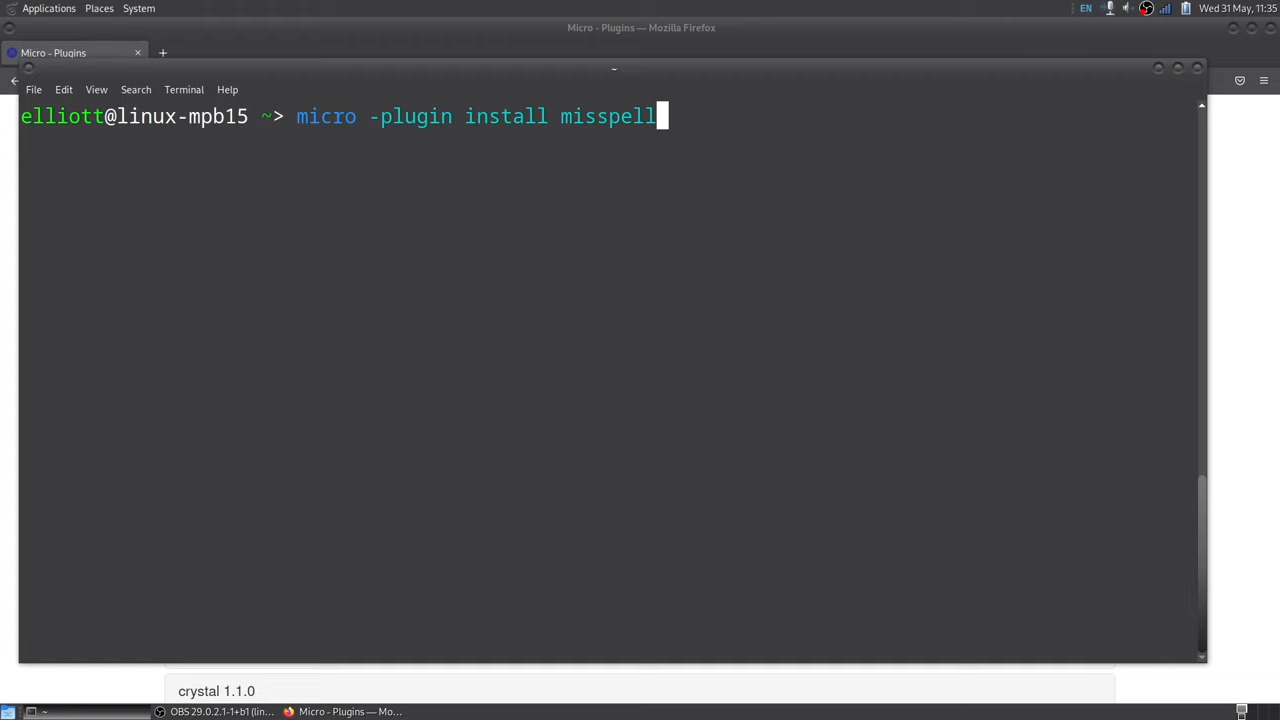 Applications Places System
EN Wed 31 May, 11:35
Micro - Plugins — Mozilla Firefox
Micro - Plugins × +
~
File Edit View Search Terminal Help
elliott@linux-mpb15 ~> micro -plugin install misspell
crystal 1.1.0
~ OBS 29.0.2.1-1+b1 (lin... Micro - Plugins — Mo...